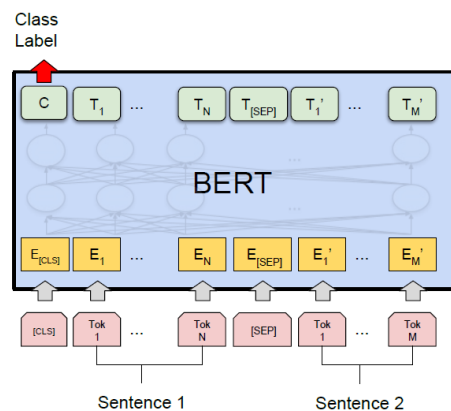 Class
Label
C T1 ... TN T[SEP] T1' ... TM'
...
BERT
...
E[CLS] E1 ... EN E[SEP] E1' ... EM'
[CLS] Tok 1 ... Tok N [SEP] Tok 1 ... Tok M
Sentence 1 Sentence 2